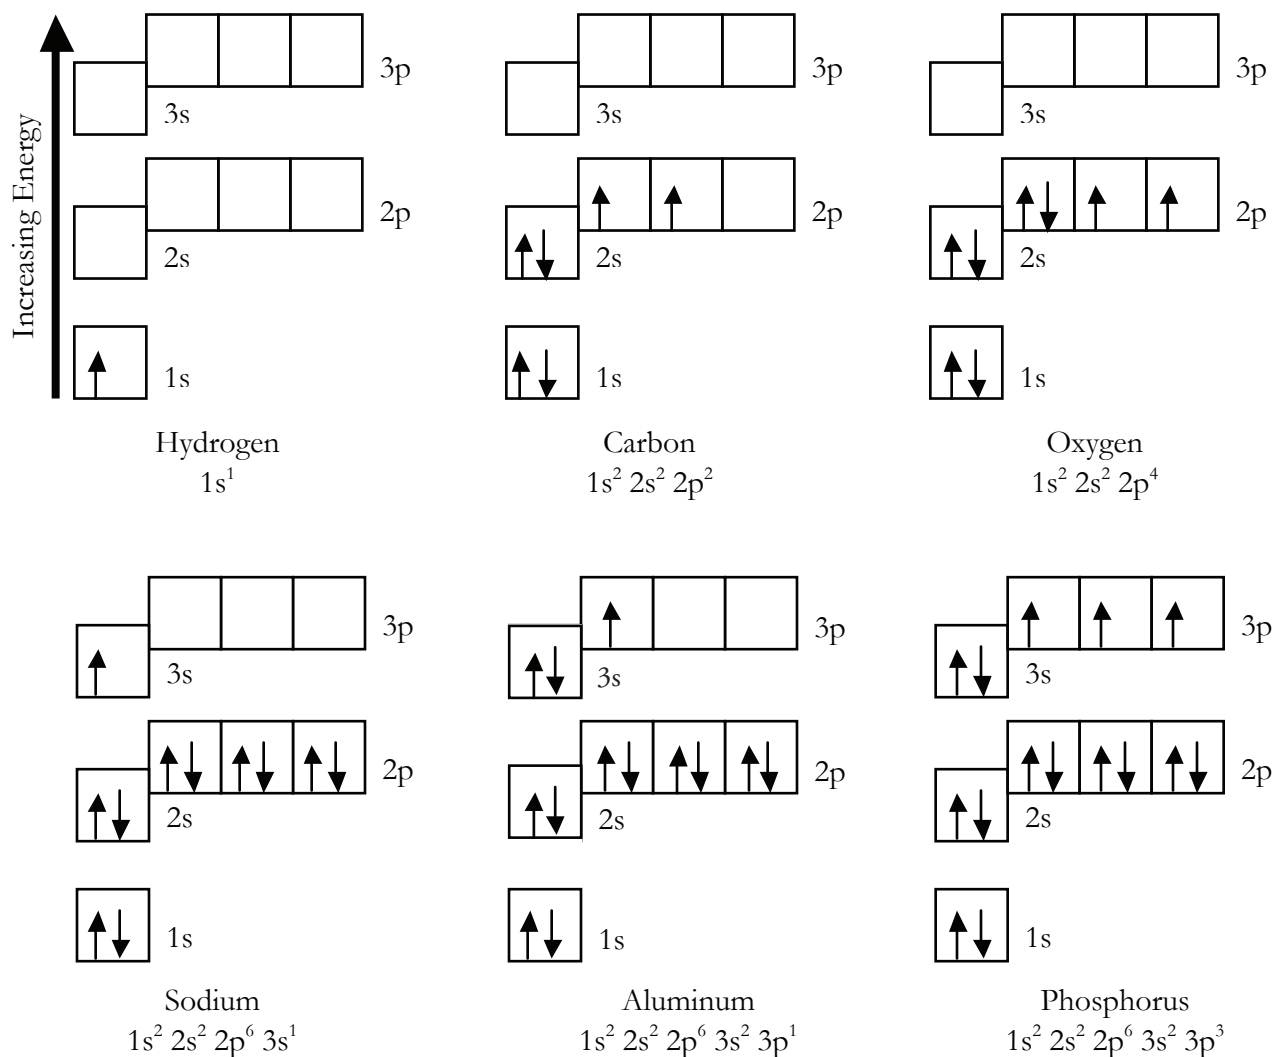 Increasing Energy
3p
3s
2p
2s
1s
Hydrogen
1s¹
3p
3s
2p
2s
1s
Carbon
1s² 2s² 2p²
3p
3s
2p
2s
1s
Oxygen
1s² 2s² 2p⁴
3p
3s
2p
2s
1s
Sodium
1s² 2s² 2p⁶ 3s¹
3p
3s
2p
2s
1s
Aluminum
1s² 2s² 2p⁶ 3s² 3p¹
3p
3s
2p
2s
1s
Phosphorus
1s² 2s² 2p⁶ 3s² 3p³